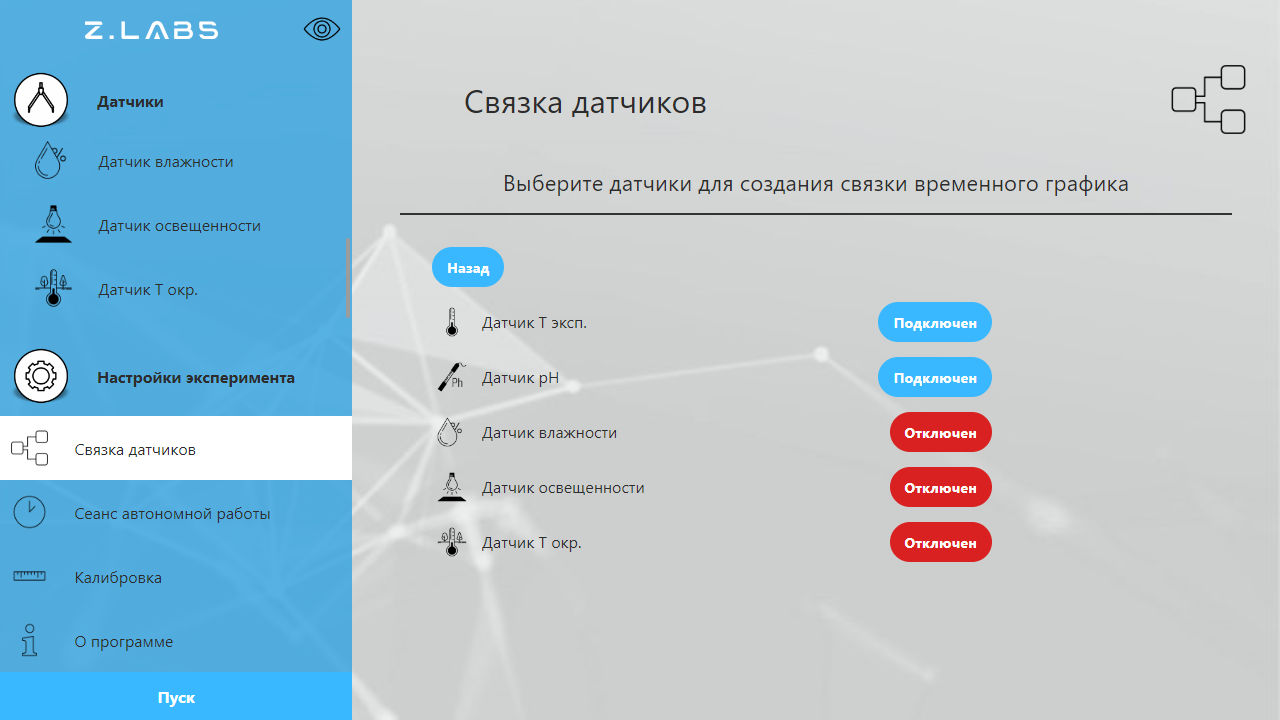 Z.LABS
Датчики
Датчик влажности
Датчик освещенности
Датчик Т окр.
Настройки эксперимента
Связка датчиков
Сеанс автономной работы
Калибровка
О программе
Пуск
Связка датчиков
Выберите датчики для создания связки временного графика
Назад
Датчик Т эксп. Подключен
Ph Датчик pH Подключен
Датчик влажности Отключен
Датчик освещенности Отключен
Датчик Т окр. Отключен